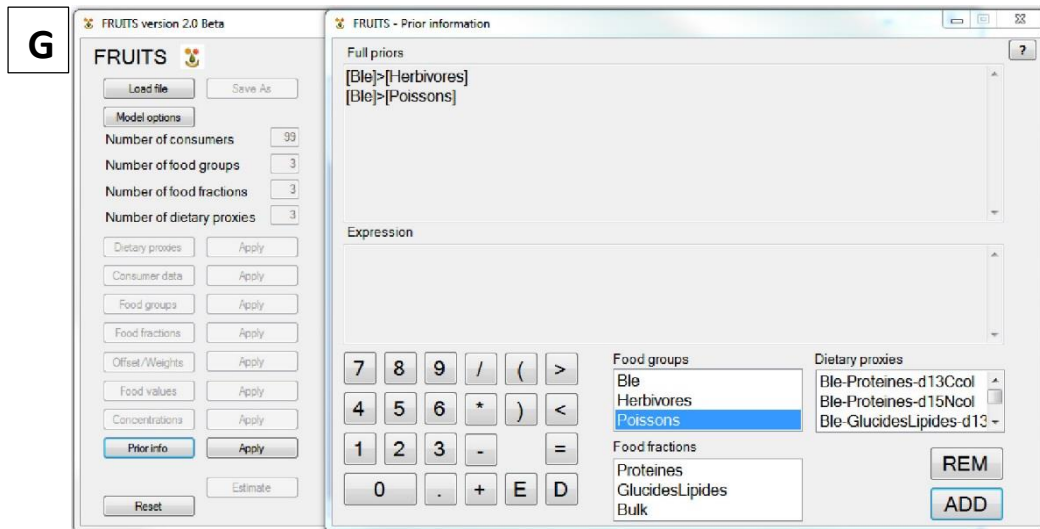 G
FRUITS version 2.0 Beta
FRUITS
Load file Save As
Model options
Number of consumers 99
Number of food groups 3
Number of food fractions 3
Number of dietary proxies 3
Dietary proxies Apply
Consumer data Apply
Food groups Apply
Food fractions Apply
Offset/Weights Apply
Food values Apply
Concentrations Apply
Prior info Apply
Estimate
Reset
FRUITS - Prior information
?
Full priors
[Ble]>[Herbivores]
[Ble]>[Poissons]
Expression
7 8 9 / ( >
4 5 6 * ) <
1 2 3 - =
0 . + E D
Food groups
Ble
Herbivores
Poissons
Food fractions
Proteines
GlucidesLipides
Bulk
Dietary proxies
Ble-Proteines-d13Ccol
Ble-Proteines-d15Ncol
Ble-GlucidesLipides-d13
REM
ADD